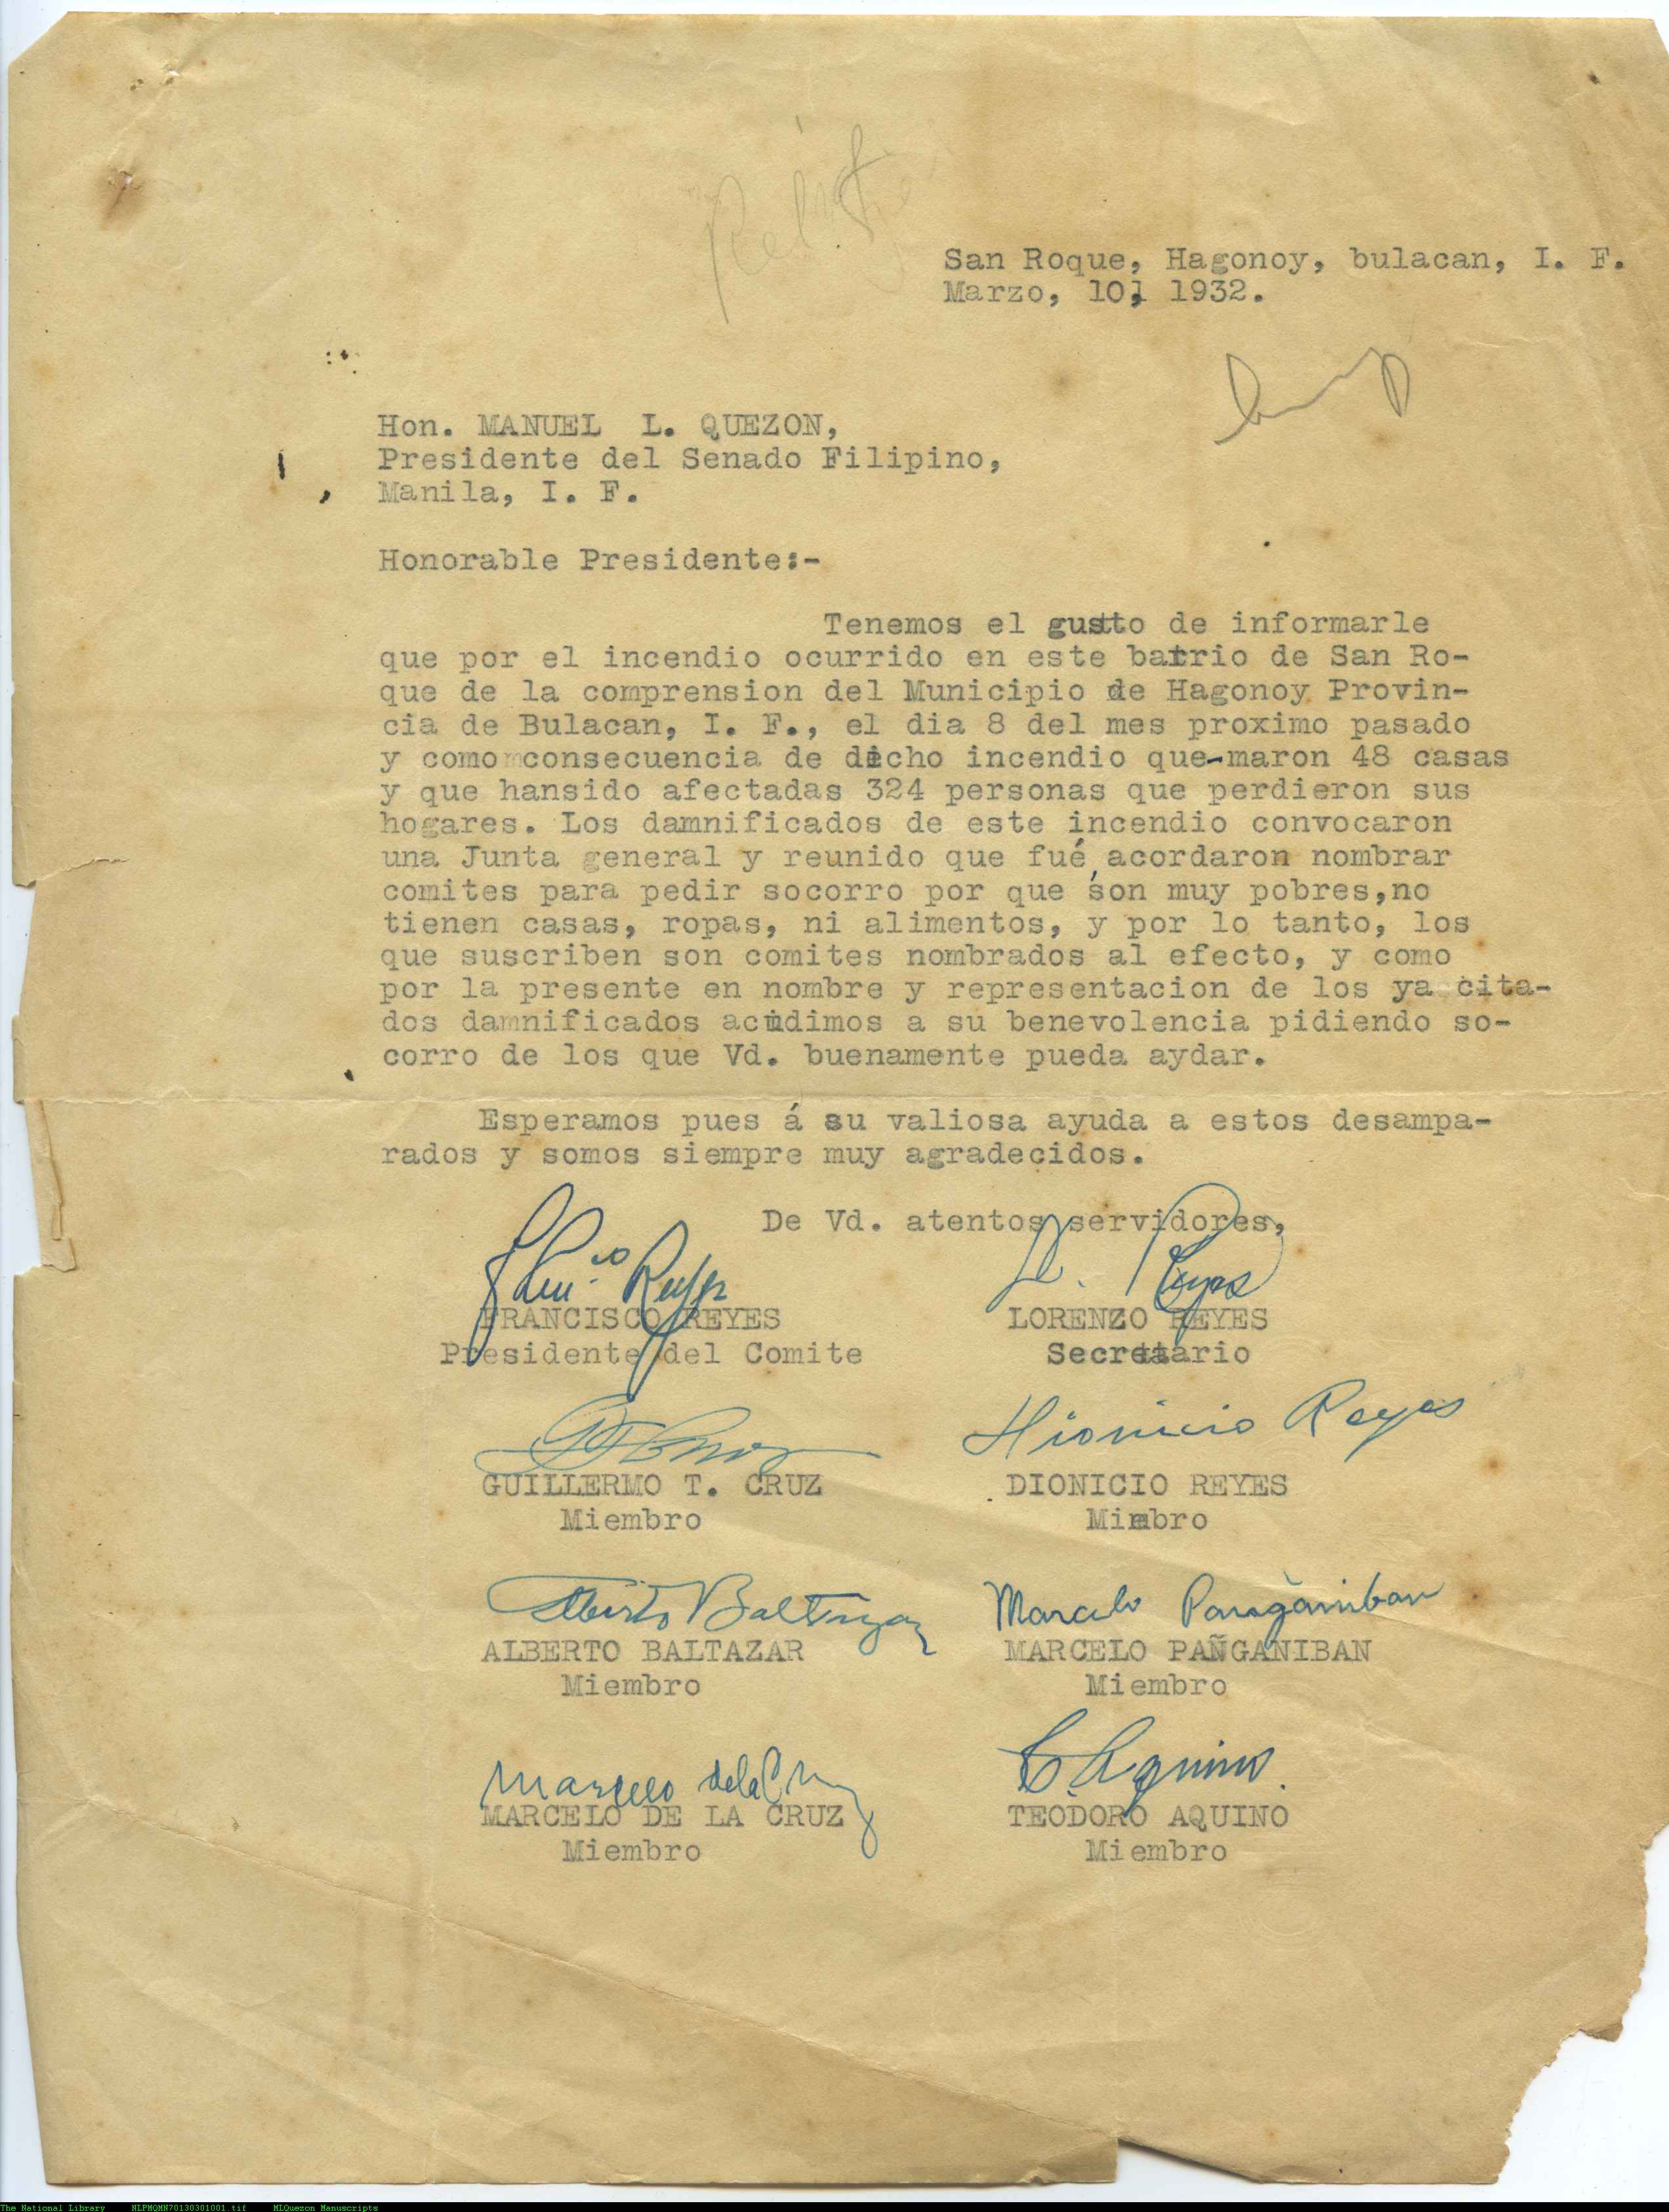 San Roque, Hagonoy, bulacan, I. F.
Marzo, 10, 1932.
Hon. MANUEL L. QUEZON,
Presidente del Senado Filipino,
Manila, I. F.
Honorable Presidente:-
Tenemos el gustto de informarle
que por el incendio ocurrido en este barrio de San Ro-
que de la comprension del Municipio de Hagonoy Provin-
cia de Bulacan, I. F., el dia 8 del mes proximo pasado
y como consecuencia de dicho incendio que-maron 48 casas
y que hansido afectadas 324 personas que perdieron sus
hogares. Los damnificados de este incendio convocaron
una Junta general y reunido que fué, acordaron nombrar
comites para pedir socorro por que son muy pobres,no
tienen casas, ropas, ni alimentos, y por lo tanto, los
que suscriben son comites nombrados al efecto, y como
por la presente en nombre y representacion de los ya cita-
dos damnificados acudimos a su benevolencia pidiendo so-
corro de los que Vd. buenamente pueda aydar.
Esperamos pues á su valiosa ayuda a estos desampa-
rados y somos siempre muy agradecidos.
De Vd. atentos servidores,
Reyes L. Reyes
FRANCISCO REYES LORENZO REYES
Presidente del Comite Secretario
Dionicio Reyes
GUILLERMO T. CRUZ DIONICIO REYES
Miembro Miembro
Alberto Baltazar Marcelo Pangániban
ALBERTO BALTAZAR MARCELO PAÑGANIBAN
Miembro Miembro
Marcelo dela Cruz T. Aquino
MARCELO DE LA CRUZ TEODORO AQUINO
Miembro Miembro
The National Library NLPMQMN70130301001.tif MLQuezon Manuscripts